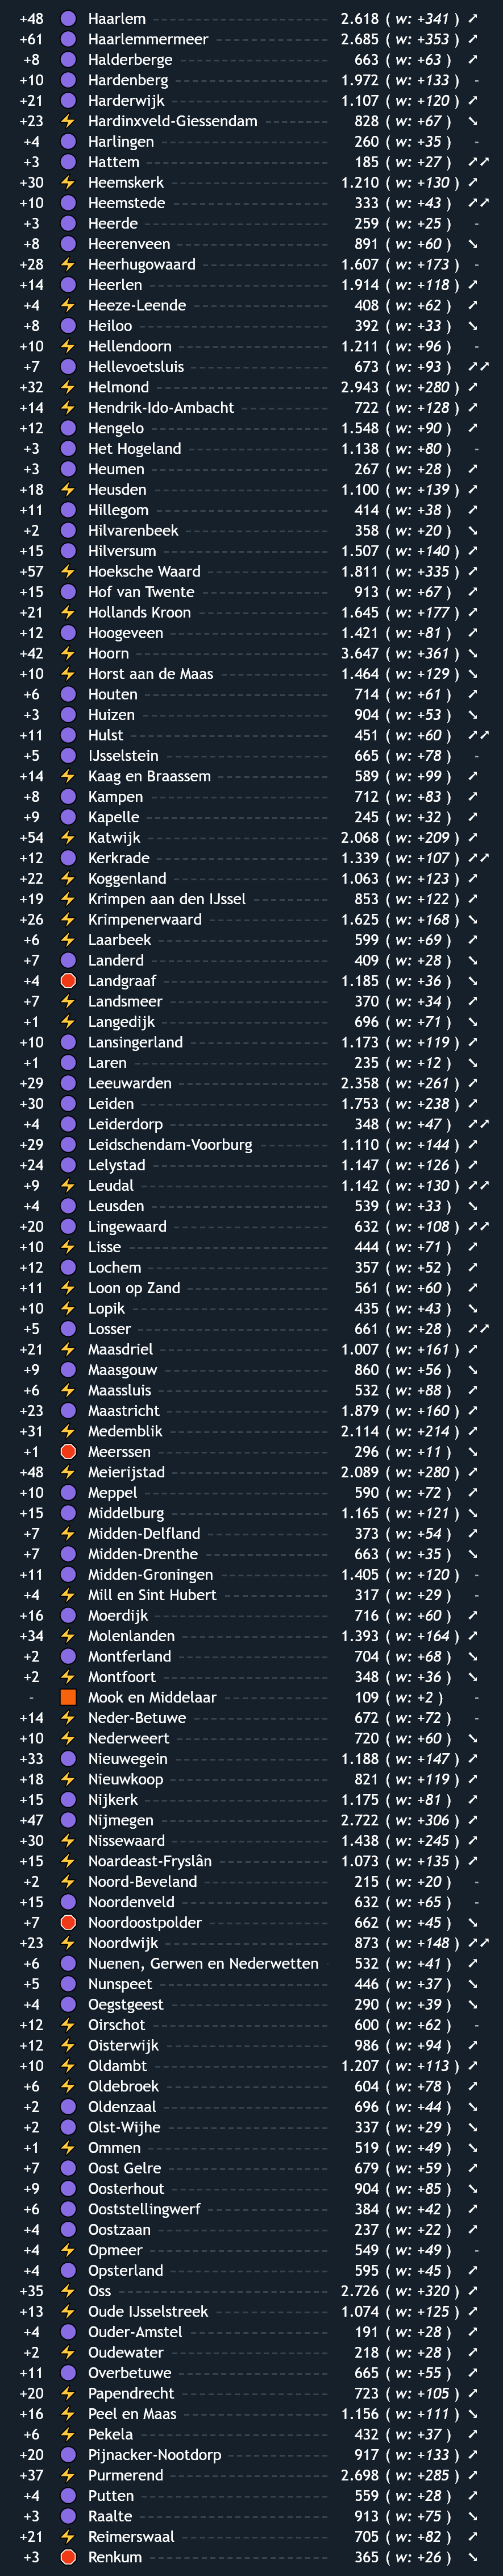 +48 Haarlem 2.618 ( w: +341 ) ↗
+61 Haarlemmermeer 2.685 ( w: +353 ) ↗
+8 Halderberge 663 ( w: +63 ) ↗
+10 Hardenberg 1.972 ( w: +133 ) -
+21 Harderwijk 1.107 ( w: +120 ) ↗
+23 Hardinxveld-Giessendam 828 ( w: +67 ) ↘
+4 Harlingen 260 ( w: +35 ) -
+3 Hattem 185 ( w: +27 ) ↗↗
+30 Heemskerk 1.210 ( w: +130 ) ↗
+10 Heemstede 333 ( w: +43 ) ↗↗
+3 Heerde 259 ( w: +25 ) -
+8 Heerenveen 891 ( w: +60 ) ↘
+28 Heerhugowaard 1.607 ( w: +173 ) -
+14 Heerlen 1.914 ( w: +118 ) ↗
+4 Heeze-Leende 408 ( w: +62 ) ↗
+8 Heiloo 392 ( w: +33 ) ↘
+10 Hellendoorn 1.211 ( w: +96 ) -
+7 Hellevoetsluis 673 ( w: +93 ) ↗↗
+32 Helmond 2.943 ( w: +280 ) ↗
+14 Hendrik-Ido-Ambacht 722 ( w: +128 ) ↗
+12 Hengelo 1.548 ( w: +90 ) ↗
+3 Het Hogeland 1.138 ( w: +80 ) -
+3 Heumen 267 ( w: +28 ) ↗
+18 Heusden 1.100 ( w: +139 ) ↗
+11 Hillegom 414 ( w: +38 ) ↗
+2 Hilvarenbeek 358 ( w: +20 ) ↘
+15 Hilversum 1.507 ( w: +140 ) ↗
+57 Hoeksche Waard 1.811 ( w: +335 ) ↗
+15 Hof van Twente 913 ( w: +67 ) ↗
+21 Hollands Kroon 1.645 ( w: +177 ) ↗
+12 Hoogeveen 1.421 ( w: +81 ) ↗
+42 Hoorn 3.647 ( w: +361 ) ↘
+10 Horst aan de Maas 1.464 ( w: +129 ) ↘
+6 Houten 714 ( w: +61 ) ↗
+3 Huizen 904 ( w: +53 ) ↘
+11 Hulst 451 ( w: +60 ) ↗↗
+5 IJsselstein 665 ( w: +78 ) -
+14 Kaag en Braassem 589 ( w: +99 ) ↗
+8 Kampen 712 ( w: +83 ) ↗
+9 Kapelle 245 ( w: +32 ) ↗
+54 Katwijk 2.068 ( w: +209 ) ↗
+12 Kerkrade 1.339 ( w: +107 ) ↗↗
+22 Koggenland 1.063 ( w: +123 ) ↗
+19 Krimpen aan den IJssel 853 ( w: +122 ) ↗
+26 Krimpenerwaard 1.625 ( w: +168 ) ↘
+6 Laarbeek 599 ( w: +69 ) ↗
+7 Landerd 409 ( w: +28 ) ↘
+4 Landgraaf 1.185 ( w: +36 ) ↘
+7 Landsmeer 370 ( w: +34 ) ↗
+1 Langedijk 696 ( w: +71 ) ↘
+10 Lansingerland 1.173 ( w: +119 ) ↗
+1 Laren 235 ( w: +12 ) ↘
+29 Leeuwarden 2.358 ( w: +261 ) ↗
+30 Leiden 1.753 ( w: +238 ) ↗
+4 Leiderdorp 348 ( w: +47 ) ↗↗
+29 Leidschendam-Voorburg 1.110 ( w: +144 ) ↗
+24 Lelystad 1.147 ( w: +126 ) ↗
+9 Leudal 1.142 ( w: +130 ) ↗↗
+4 Leusden 539 ( w: +33 ) ↘
+20 Lingewaard 632 ( w: +108 ) ↗↗
+10 Lisse 444 ( w: +71 ) ↗
+12 Lochem 357 ( w: +52 ) ↗
+11 Loon op Zand 561 ( w: +60 ) ↗
+10 Lopik 435 ( w: +43 ) ↘
+5 Losser 661 ( w: +28 ) ↗↗
+21 Maasdriel 1.007 ( w: +161 ) ↗
+9 Maasgouw 860 ( w: +56 ) ↘
+6 Maassluis 532 ( w: +88 ) ↗
+23 Maastricht 1.879 ( w: +160 ) ↗
+31 Medemblik 2.114 ( w: +214 ) ↗
+1 Meerssen 296 ( w: +11 ) ↘
+48 Meierijstad 2.089 ( w: +280 ) ↗
+10 Meppel 590 ( w: +72 ) ↗
+15 Middelburg 1.165 ( w: +121 ) ↘
+7 Midden-Delfland 373 ( w: +54 ) ↗
+7 Midden-Drenthe 663 ( w: +35 ) ↘
+11 Midden-Groningen 1.405 ( w: +120 ) -
+4 Mill en Sint Hubert 317 ( w: +29 ) -
+16 Moerdijk 716 ( w: +60 ) ↗
+34 Molenlanden 1.393 ( w: +164 ) ↗
+2 Montferland 704 ( w: +68 ) ↘
+2 Montfoort 348 ( w: +36 ) ↘
- Mook en Middelaar 109 ( w: +2 ) -
+14 Neder-Betuwe 672 ( w: +72 ) -
+10 Nederweert 720 ( w: +60 ) ↘
+33 Nieuwegein 1.188 ( w: +147 ) ↗
+18 Nieuwkoop 821 ( w: +119 ) ↗
+15 Nijkerk 1.175 ( w: +81 ) ↗
+47 Nijmegen 2.722 ( w: +306 ) ↗
+30 Nissewaard 1.438 ( w: +245 ) ↗
+15 Noardeast-Fryslân 1.073 ( w: +135 ) ↗
+2 Noord-Beveland 215 ( w: +20 ) -
+15 Noordenveld 632 ( w: +65 ) -
+7 Noordoostpolder 662 ( w: +45 ) ↘
+23 Noordwijk 873 ( w: +148 ) ↗↗
+6 Nuenen, Gerwen en Nederwetten 532 ( w: +41 ) ↗
+5 Nunspeet 446 ( w: +37 ) ↘
+4 Oegstgeest 290 ( w: +39 ) ↘
+12 Oirschot 600 ( w: +62 ) -
+12 Oisterwijk 986 ( w: +94 ) ↗
+10 Oldambt 1.207 ( w: +113 ) ↗
+6 Oldebroek 604 ( w: +78 ) ↗
+2 Oldenzaal 696 ( w: +44 ) ↘
+2 Olst-Wijhe 337 ( w: +29 ) ↘
+1 Ommen 519 ( w: +49 ) ↘
+7 Oost Gelre 679 ( w: +59 ) ↗
+9 Oosterhout 904 ( w: +85 ) ↘
+6 Ooststellingwerf 384 ( w: +42 ) ↗
+4 Oostzaan 237 ( w: +22 ) ↗
+4 Opmeer 549 ( w: +49 ) -
+4 Opsterland 595 ( w: +45 ) ↗
+35 Oss 2.726 ( w: +320 ) ↗
+13 Oude IJsselstreek 1.074 ( w: +125 ) ↗
+4 Ouder-Amstel 191 ( w: +28 ) ↗
+2 Oudewater 218 ( w: +28 ) ↗
+11 Overbetuwe 665 ( w: +55 ) ↗
+20 Papendrecht 723 ( w: +105 ) ↗
+16 Peel en Maas 1.156 ( w: +111 ) ↘
+6 Pekela 432 ( w: +37 ) ↗
+20 Pijnacker-Nootdorp 917 ( w: +133 ) ↗
+37 Purmerend 2.698 ( w: +285 ) ↗
+4 Putten 559 ( w: +28 ) ↗
+3 Raalte 913 ( w: +75 ) ↘
+21 Reimerswaal 705 ( w: +82 ) ↗
+3 Renkum 365 ( w: +26 ) ↘